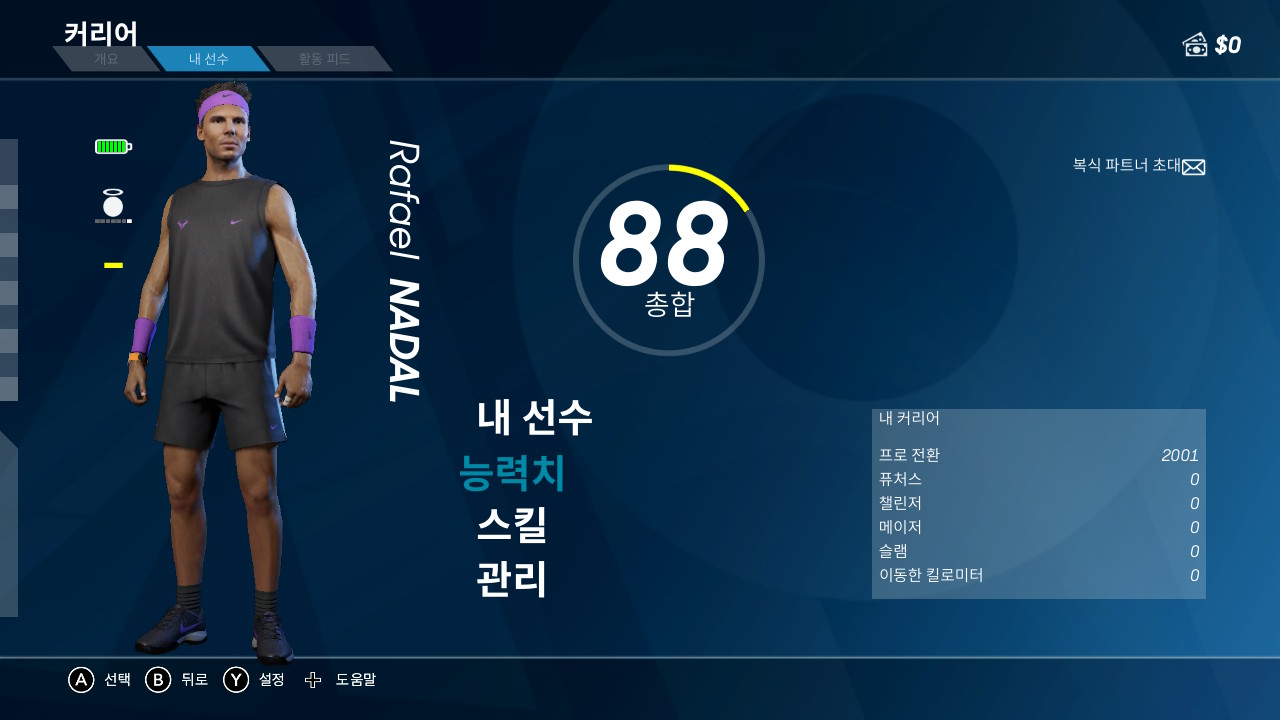 커리어
개요
내 선수
활동 피드
$0
복식 파트너 초대
Rafael NADAL
88
총합
내 선수
능력치
스킬
관리
내 커리어
프로 전환 2001
퓨처스 0
챌린저 0
메이저 0
슬램 0
이동한 킬로미터 0
A 선택 B 뒤로 Y 설정 도움말